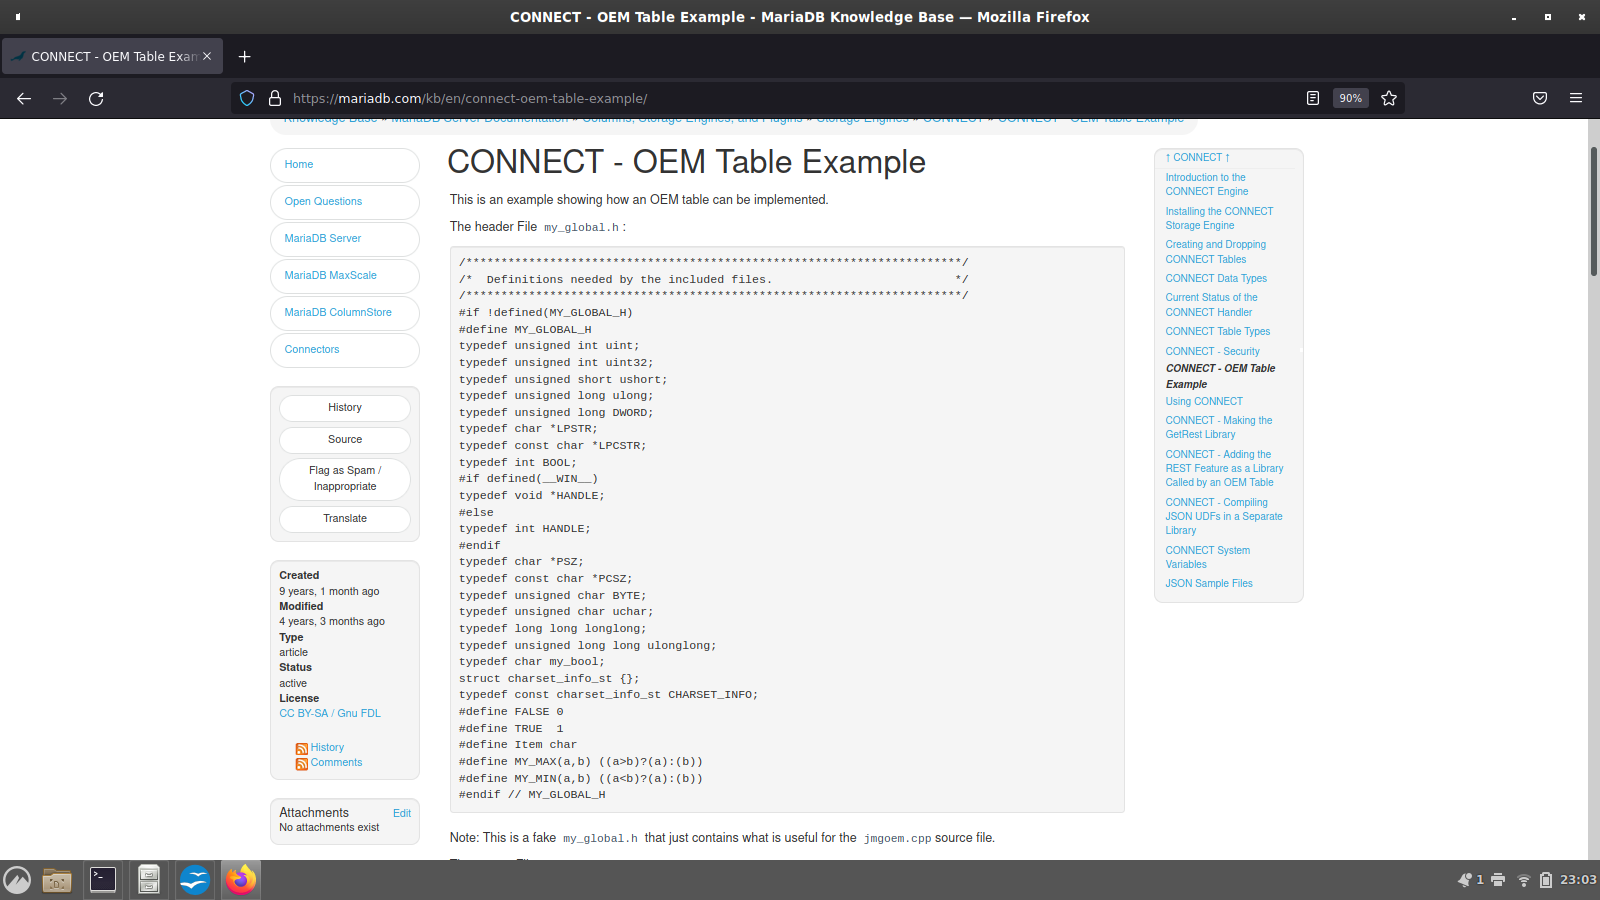 CONNECT - OEM Table Example - MariaDB Knowledge Base — Mozilla Firefox
CONNECT - OEM Table Exam
https://mariadb.com/kb/en/connect-oem-table-example/
90%
Knowledge Base » MariaDB Server Documentation » Columns, Storage Engines, and Plugins » Storage Engines » CONNECT » CONNECT - OEM Table Example
Home
Open Questions
MariaDB Server
MariaDB MaxScale
MariaDB ColumnStore
Connectors
History
Source
Flag as Spam /
Inappropriate
Translate
Created
9 years, 1 month ago
Modified
4 years, 3 months ago
Type
article
Status
active
License
CC BY-SA / Gnu FDL
History
Comments
Attachments Edit
No attachments exist
CONNECT - OEM Table Example
This is an example showing how an OEM table can be implemented.
The header File my_global.h :
/***********************************************************************/
/*  Definitions needed by the included files.                          */
/***********************************************************************/
#if !defined(MY_GLOBAL_H)
#define MY_GLOBAL_H
typedef unsigned int uint;
typedef unsigned int uint32;
typedef unsigned short ushort;
typedef unsigned long ulong;
typedef unsigned long DWORD;
typedef char *LPSTR;
typedef const char *LPCSTR;
typedef int BOOL;
#if defined(__WIN__)
typedef void *HANDLE;
#else
typedef int HANDLE;
#endif
typedef char *PSZ;
typedef const char *PCSZ;
typedef unsigned char BYTE;
typedef unsigned char uchar;
typedef long long longlong;
typedef unsigned long long ulonglong;
typedef char my_bool;
struct charset_info_st {};
typedef const charset_info_st CHARSET_INFO;
#define FALSE 0
#define TRUE  1
#define Item char
#define MY_MAX(a,b) ((a>b)?(a):(b))
#define MY_MIN(a,b) ((a<b)?(a):(b))
#endif // MY_GLOBAL_H
Note: This is a fake my_global.h that just contains what is useful for the jmgoem.cpp source file.
↑ CONNECT ↑
Introduction to the
CONNECT Engine
Installing the CONNECT
Storage Engine
Creating and Dropping
CONNECT Tables
CONNECT Data Types
Current Status of the
CONNECT Handler
CONNECT Table Types
CONNECT - Security
CONNECT - OEM Table
Example
Using CONNECT
CONNECT - Making the
GetRest Library
CONNECT - Adding the
REST Feature as a Library
Called by an OEM Table
CONNECT - Compiling
JSON UDFs in a Separate
Library
CONNECT System
Variables
JSON Sample Files
1
23:03